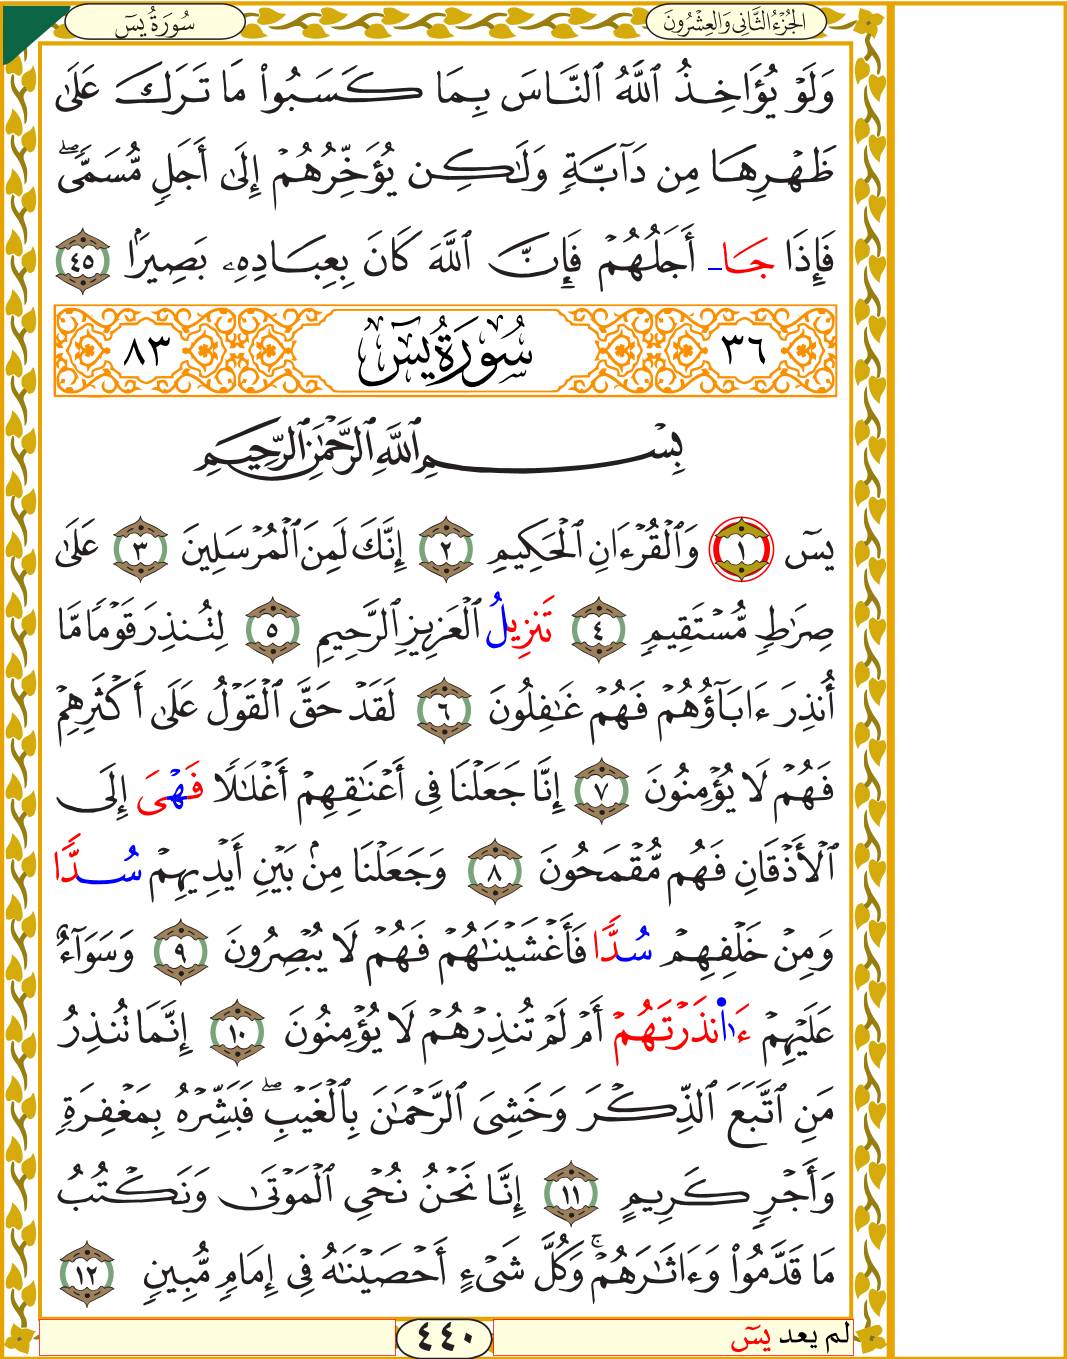 سُورَةُ يسٓ
الجُزْءُ الثَّانِي وَالعِشْرُونَ
وَلَوْ يُؤَاخِذُ ٱللَّهُ ٱلنَّاسَ بِمَا كَسَبُوا۟ مَا تَرَكَ عَلَىٰ
ظَهْرِهَا مِن دَآبَّةٍ وَلَٰكِن يُؤَخِّرُهُمْ إِلَىٰ أَجَلٍ مُّسَمًّىۖ
فَإِذَا جَا أَجَلُهُمْ فَإِنَّ ٱللَّهَ كَانَ بِعِبَادِهِۦ بَصِيرًۢا ٤٥
٣٦ سُورَةُ يسٓ ٨٣
بِسْمِ ٱللَّهِ ٱلرَّحْمَٰنِ ٱلرَّحِيمِ
يسٓ ١ وَٱلْقُرْءَانِ ٱلْحَكِيمِ ٢ إِنَّكَ لَمِنَ ٱلْمُرْسَلِينَ ٣ عَلَىٰ
صِرَٰطٍ مُّسْتَقِيمٍ ٤ تَنزِيلُ ٱلْعَزِيزِ ٱلرَّحِيمِ ٥ لِتُنذِرَ قَوْمًا مَّا
أُنذِرَ ءَابَآؤُهُمْ فَهُمْ غَٰفِلُونَ ٦ لَقَدْ حَقَّ ٱلْقَوْلُ عَلَىٰ أَكْثَرِهِمْ
فَهُمْ لَا يُؤْمِنُونَ ٧ إِنَّا جَعَلْنَا فِىٓ أَعْنَٰقِهِمْ أَغْلَٰلًا فَهْىَ إِلَى
ٱلْأَذْقَانِ فَهُم مُّقْمَحُونَ ٨ وَجَعَلْنَا مِنۢ بَيْنِ أَيْدِيهِمْ سُدًّا
وَمِنْ خَلْفِهِمْ سُدًّا فَأَغْشَيْنَٰهُمْ فَهُمْ لَا يُبْصِرُونَ ٩ وَسَوَآءٌ
عَلَيْهِمْ ءَا۬نذَرْتَهُمْ أَمْ لَمْ تُنذِرْهُمْ لَا يُؤْمِنُونَ ١٠ إِنَّمَا تُنذِرُ
مَنِ ٱتَّبَعَ ٱلذِّكْرَ وَخَشِىَ ٱلرَّحْمَٰنَ بِٱلْغَيْبِۖ فَبَشِّرْهُ بِمَغْفِرَةٍ
وَأَجْرٍ كَرِيمٍ ١١ إِنَّا نَحْنُ نُحْىِ ٱلْمَوْتَىٰ وَنَكْتُبُ
مَا قَدَّمُوا۟ وَءَاثَٰرَهُمْۚ وَكُلَّ شَىْءٍ أَحْصَيْنَٰهُ فِىٓ إِمَامٍ مُّبِينٍ ١٢
لم يعد يسٓ
٤٤٠